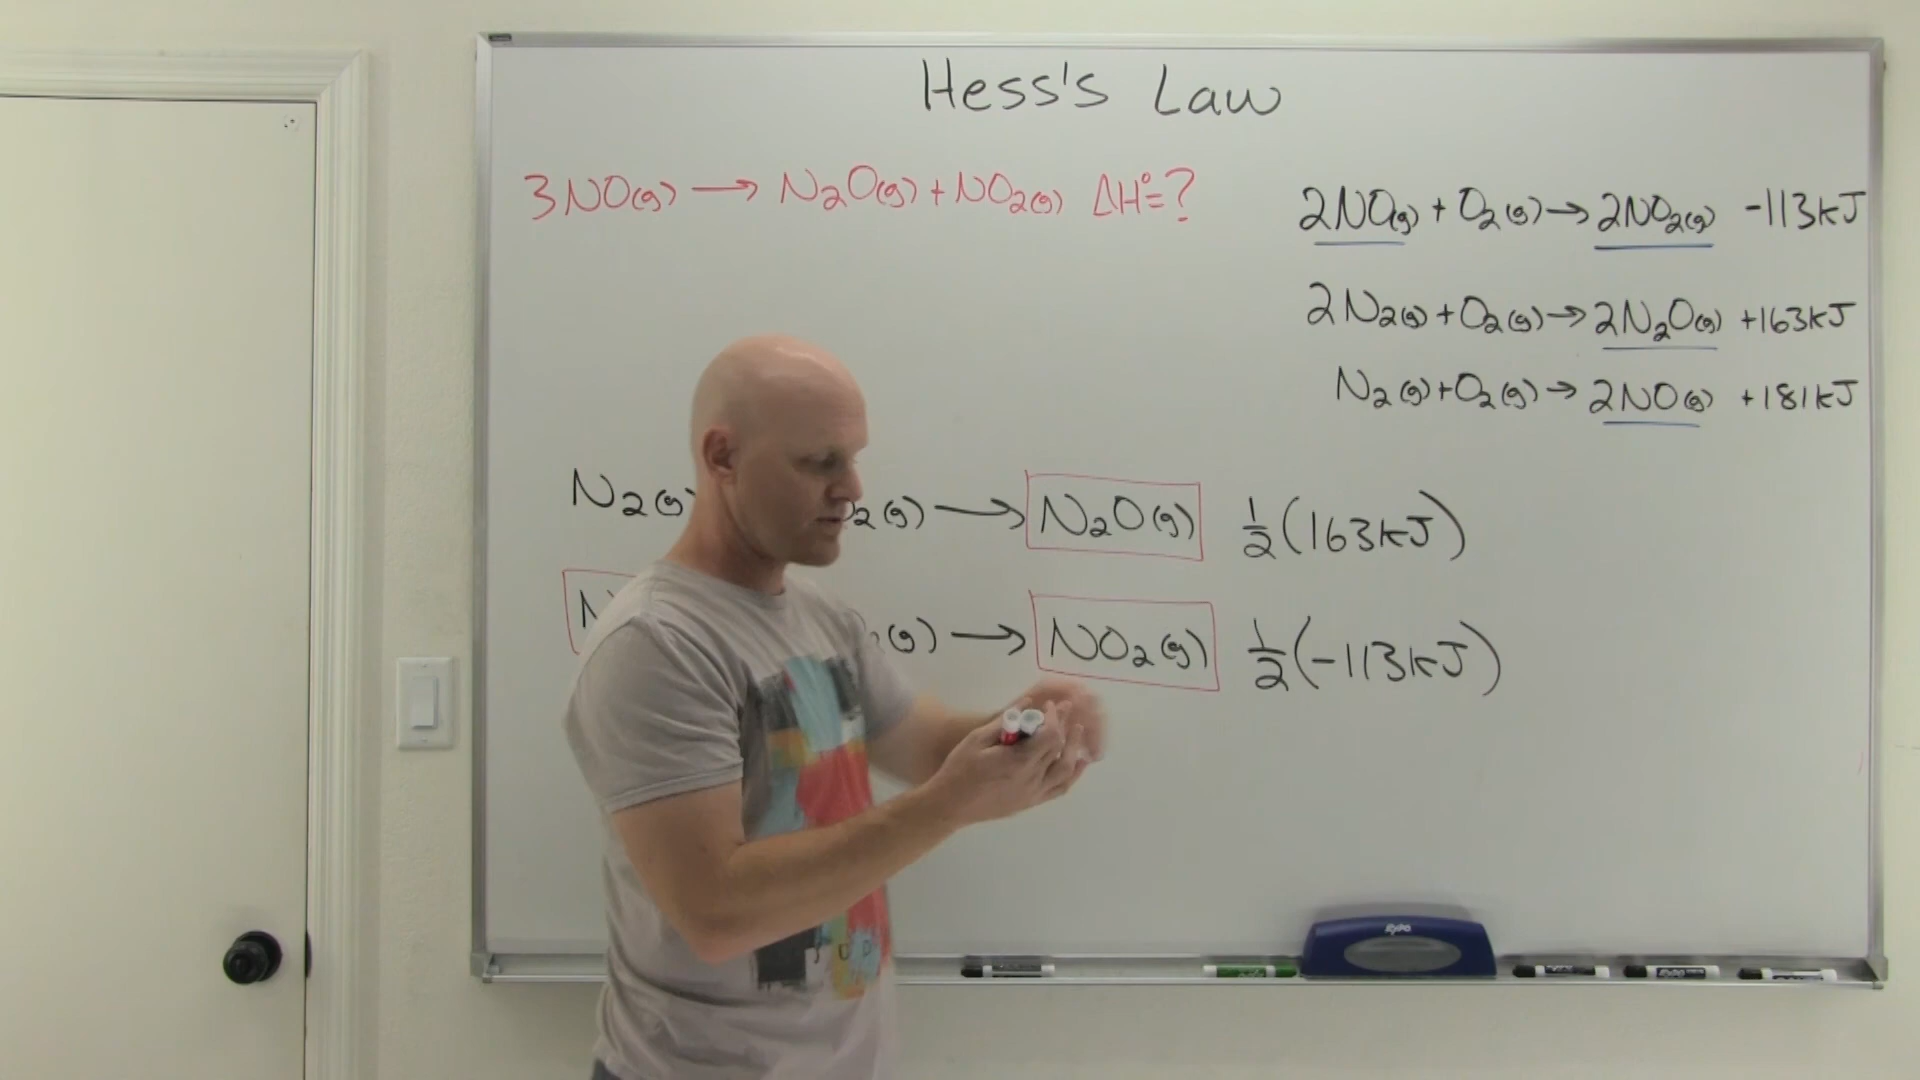 Hess's Law
3NO(g) → N₂O(g) + NO₂(g) ΔH°=?
2NO(g) + O₂(g) → 2NO₂(g) -113kJ
2N₂(g) + O₂(g) → 2N₂O(g) +163kJ
N₂(g) + O₂(g) → 2NO(g) +181kJ
N₂(g) ₂(g) → N₂O(g) ½(163kJ)
N (g) → NO₂(g) ½(-113kJ)
EXPO